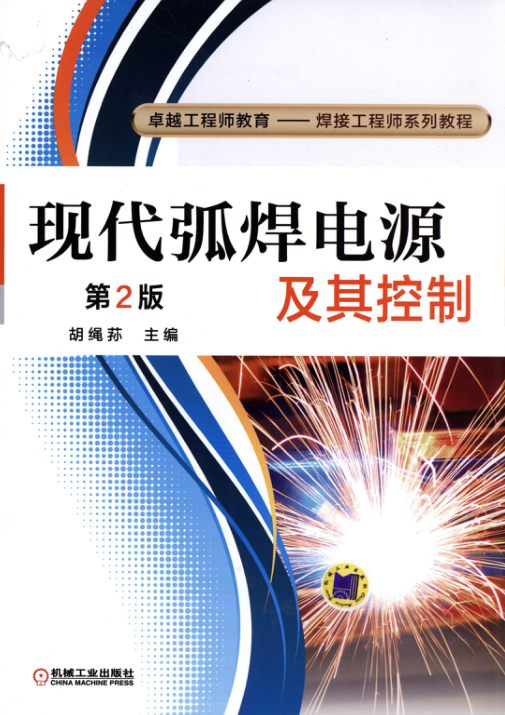 卓越工程师教育 —— 焊接工程师系列教程
现代弧焊电源
及其控制
第2版
胡绳荪 主编
机械工业出版社
CHINA MACHINE PRESS